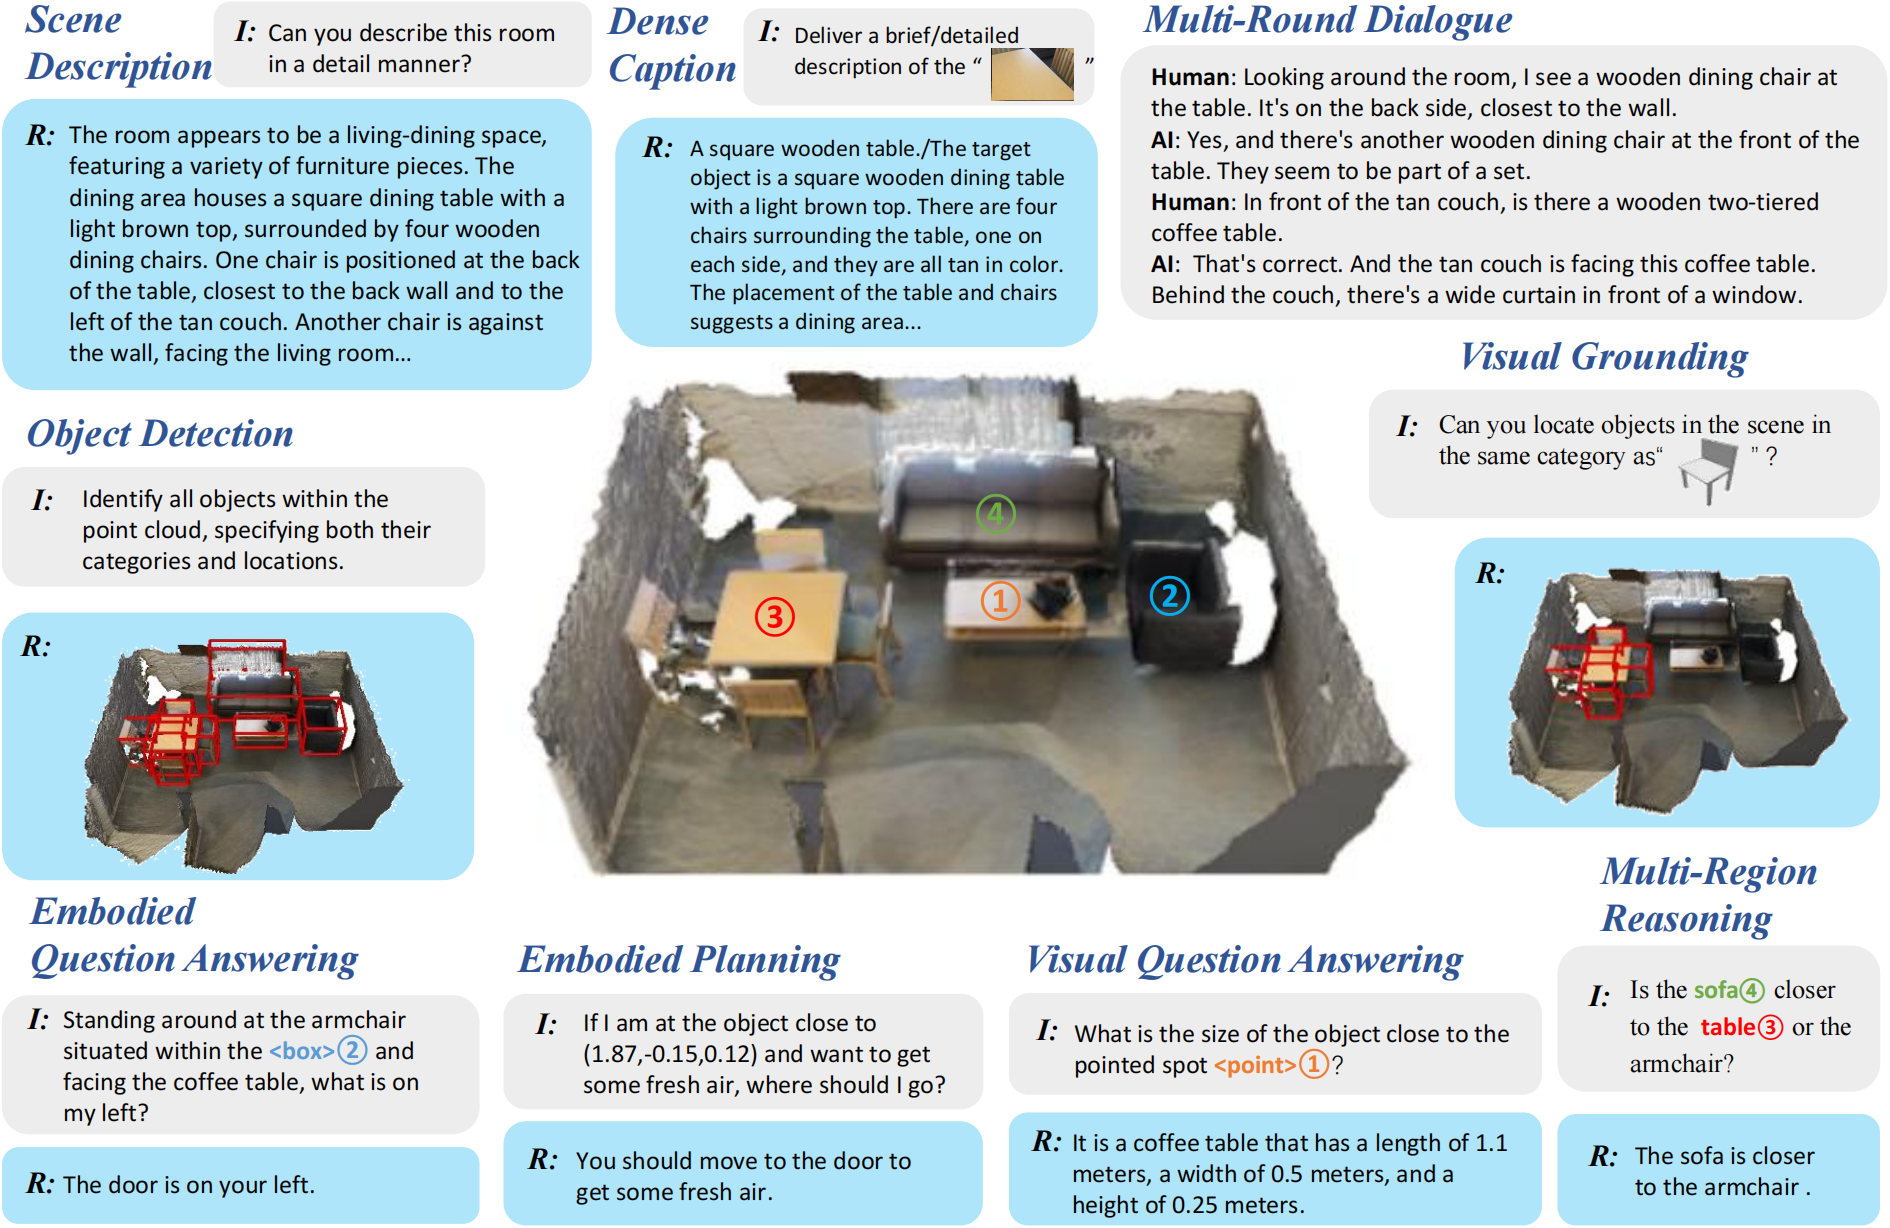 Scene
Description
I: Can you describe this room
in a detail manner?
R: The room appears to be a living-dining space,
featuring a variety of furniture pieces. The
dining area houses a square dining table with a
light brown top, surrounded by four wooden
dining chairs. One chair is positioned at the back
of the table, closest to the back wall and to the
left of the tan couch. Another chair is against
the wall, facing the living room...
Dense
Caption
I: Deliver a brief/detailed
description of the “ ”
R: A square wooden table./The target
object is a square wooden dining table
with a light brown top. There are four
chairs surrounding the table, one on
each side, and they are all tan in color.
The placement of the table and chairs
suggests a dining area...
Multi-Round Dialogue
Human: Looking around the room, I see a wooden dining chair at
the table. It's on the back side, closest to the wall.
AI: Yes, and there's another wooden dining chair at the front of the
table. They seem to be part of a set.
Human: In front of the tan couch, is there a wooden two-tiered
coffee table.
AI: That's correct. And the tan couch is facing this coffee table.
Behind the couch, there's a wide curtain in front of a window.
Visual Grounding
I: Can you locate objects in the scene in
the same category as“ ” ?
R:
Object Detection
I: Identify all objects within the
point cloud, specifying both their
categories and locations.
R:
④
①
②
③
Embodied
Question Answering
I: Standing around at the armchair
situated within the <box>② and
facing the coffee table, what is on
my left?
R: The door is on your left.
Embodied Planning
I: If I am at the object close to
(1.87,-0.15,0.12) and want to get
some fresh air, where should I go?
R: You should move to the door to
get some fresh air.
Visual Question Answering
I: What is the size of the object close to the
pointed spot <point>①?
R: It is a coffee table that has a length of 1.1
meters, a width of 0.5 meters, and a
height of 0.25 meters.
Multi-Region
Reasoning
I: Is the sofa④ closer
to the table③ or the
armchair?
R: The sofa is closer
to the armchair .